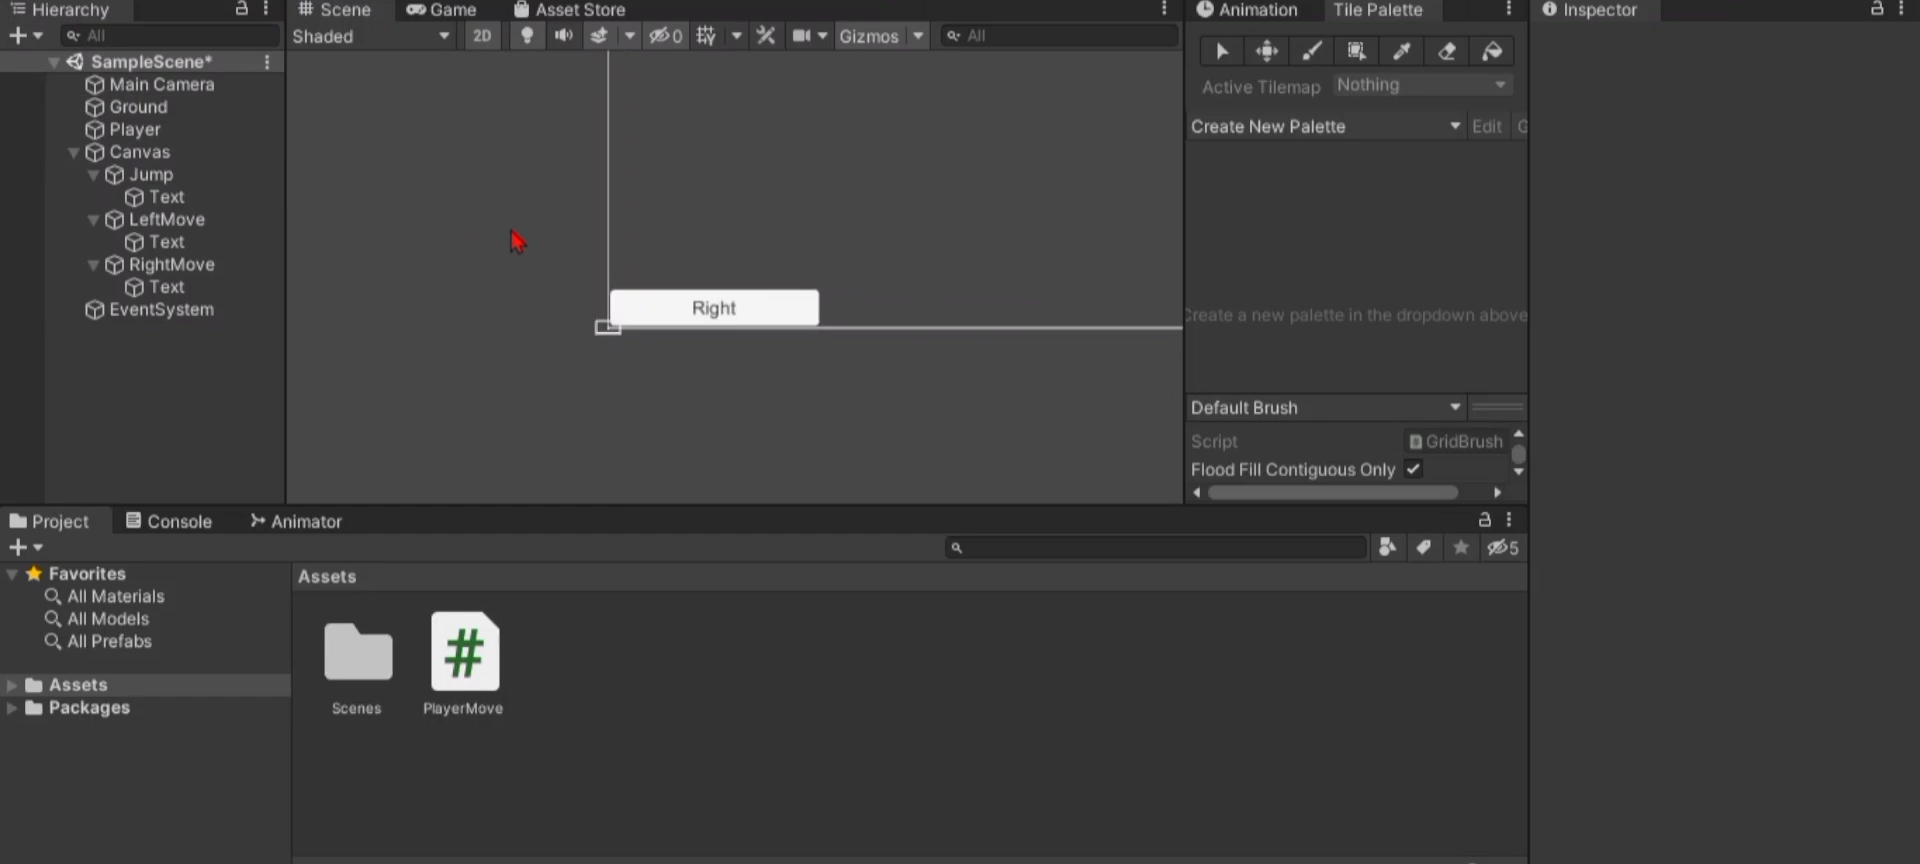 Hierarchy
All
SampleScene*
Main Camera
Ground
Player
Canvas
Jump
Text
LeftMove
Text
RightMove
Text
EventSystem
Scene Game Asset Store
Shaded 2D 0 Gizmos All
Right
Animation Tile Palette
Active Tilemap Nothing
Create New Palette Edit G
Create a new palette in the dropdown above
Default Brush
Script GridBrush
Flood Fill Contiguous Only
Inspector
Project Console Animator
5
Favorites
All Materials
All Models
All Prefabs
Assets
Packages
Assets
Scenes
PlayerMove